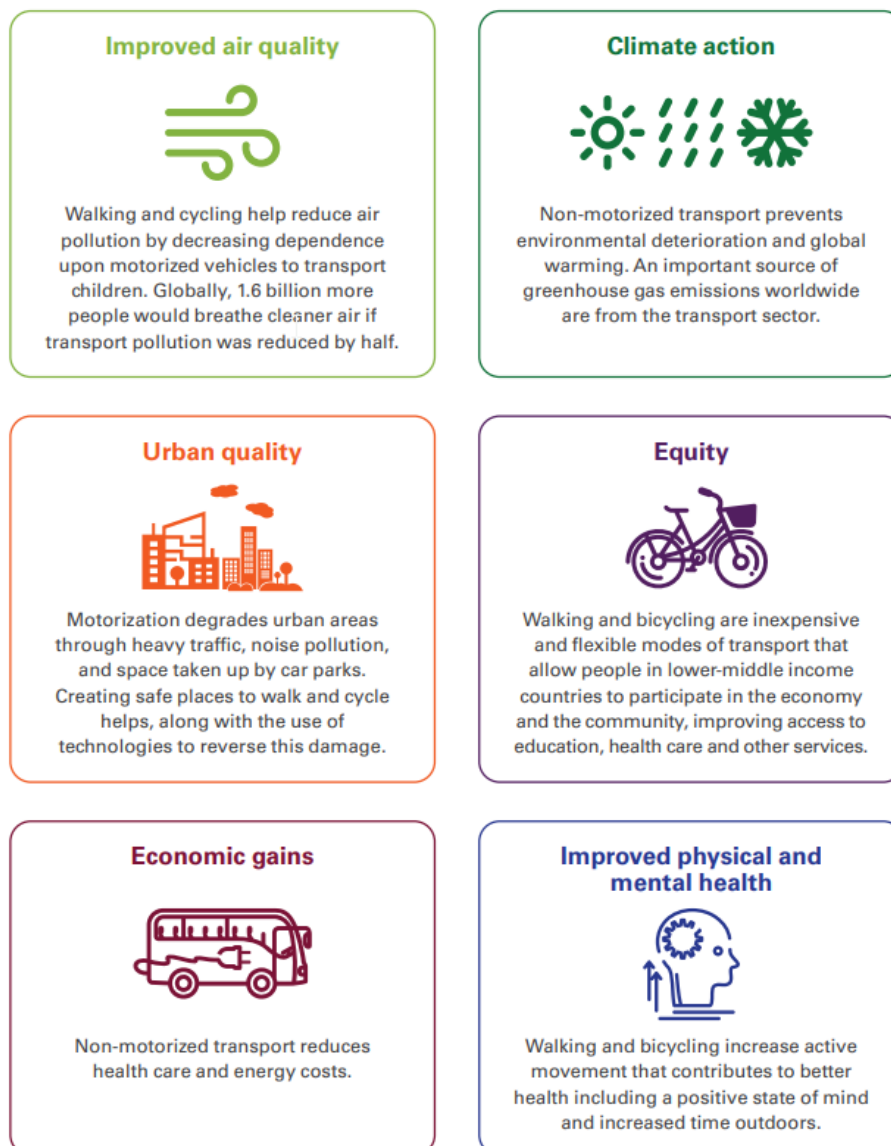 Improved air quality
Walking and cycling help reduce air
pollution by decreasing dependence
upon motorized vehicles to transport
children. Globally, 1.6 billion more
people would breathe cleaner air if
transport pollution was reduced by half.
Climate action
Non-motorized transport prevents
environmental deterioration and global
warming. An important source of
greenhouse gas emissions worldwide
are from the transport sector.
Urban quality
Motorization degrades urban areas
through heavy traffic, noise pollution,
and space taken up by car parks.
Creating safe places to walk and cycle
helps, along with the use of
technologies to reverse this damage.
Equity
Walking and bicycling are inexpensive
and flexible modes of transport that
allow people in lower-middle income
countries to participate in the economy
and the community, improving access to
education, health care and other services.
Economic gains
Non-motorized transport reduces
health care and energy costs.
Improved physical and
mental health
Walking and bicycling increase active
movement that contributes to better
health including a positive state of mind
and increased time outdoors.